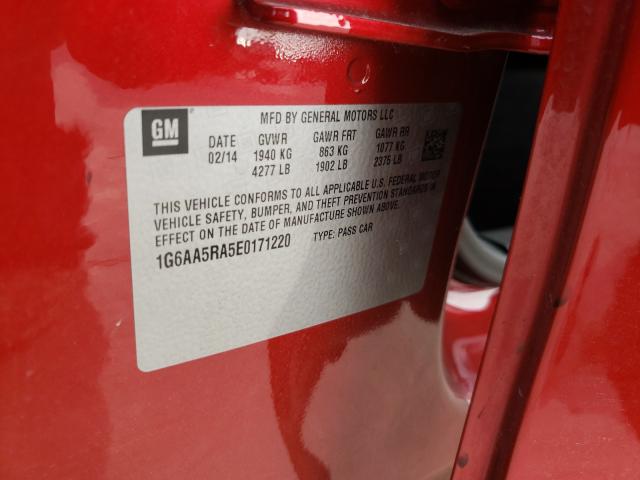 GM
MFD BY GENERAL MOTORS LLC
DATE GVWR GAWR FRT GAWR RR
02/14 1940 KG 863 KG 1077 KG
4277 LB 1902 LB 2375 LB
THIS VEHICLE CONFORMS TO ALL APPLICABLE U.S. FEDERAL MOTOR
VEHICLE SAFETY, BUMPER, AND THEFT PREVENTION STANDARDS IN
EFFECT ON THE DATE OF MANUFACTURE SHOWN ABOVE.
1G6AA5RA5E0171220 TYPE: PASS CAR